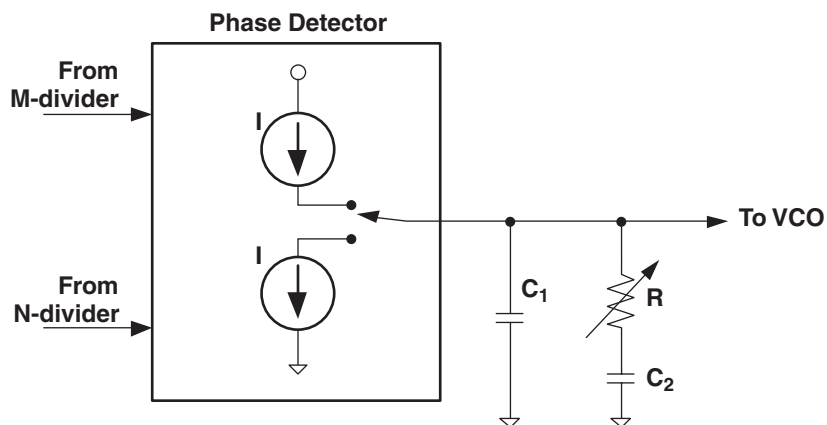 Phase Detector
From
M-divider
I
I
From
N-divider
To VCO
C1
R
C2